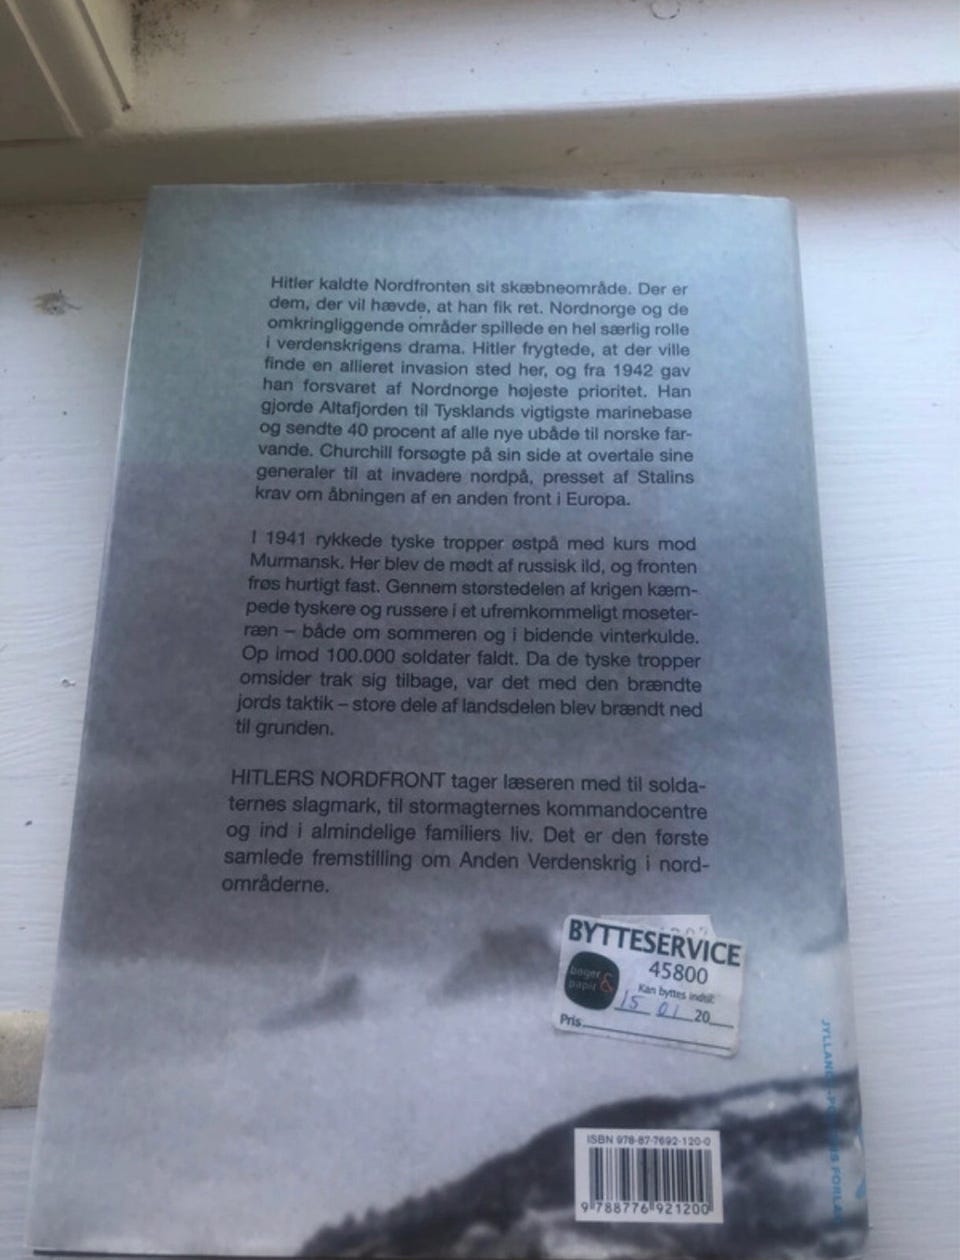 Hitler kaldte Nordfronten sit skæbneområde. Der er
dem, der vil hævde, at han fik ret. Nordnorge og de
omkringliggende områder spillede en hel særlig rolle
i verdenskrigens drama. Hitler frygtede, at der ville
finde en allieret invasion sted her, og fra 1942 gav
han forsvaret af Nordnorge højeste prioritet. Han
gjorde Altafjorden til Tysklands vigtigste marinebase
og sendte 40 procent af alle nye ubåde til norske far-
vande. Churchill forsøgte på sin side at overtale sine
generaler til at invadere nordpå, presset af Stalins
krav om åbningen af en anden front i Europa.
I 1941 rykkede tyske tropper østpå med kurs mod
Murmansk. Her blev de mødt af russisk ild, og fronten
frøs hurtigt fast. Gennem størstedelen af krigen kæm-
pede tyskere og russere i et ufremkommeligt moseter-
ræn – både om sommeren og i bidende vinterkulde.
Op imod 100.000 soldater faldt. Da de tyske tropper
omsider trak sig tilbage, var det med den brændte
jords taktik – store dele af landsdelen blev brændt ned
til grunden.
HITLERS NORDFRONT tager læseren med til solda-
ternes slagmark, til stormagternes kommandocentre
og ind i almindelige familiers liv. Det er den første
samlede fremstilling om Anden Verdenskrig i nord-
områderne.
BYTTESERVICE
45800
bøger &
papir
Kan byttes indtil:
15 01 20
Pris
ISBN 978-87-7692-120-0
9 788776 921200